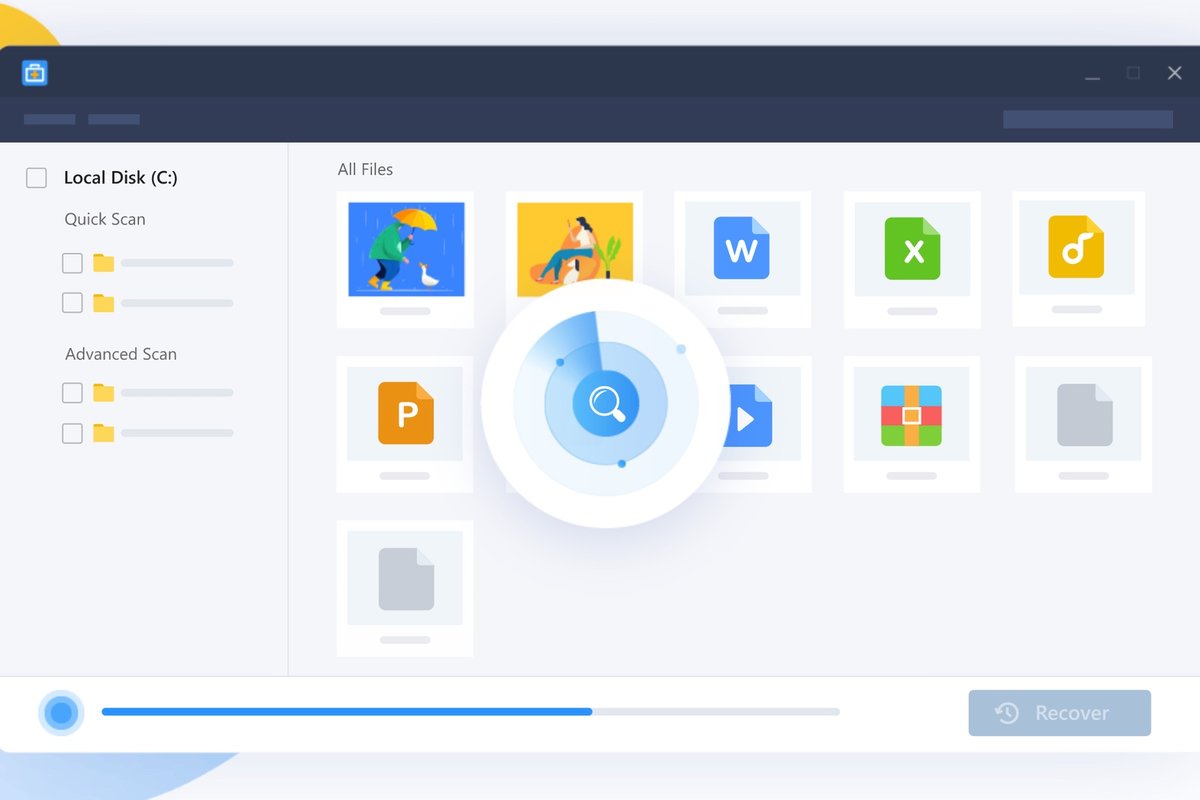 Local Disk (C:)
Quick Scan
Advanced Scan
All Files
W
X
P
Recover